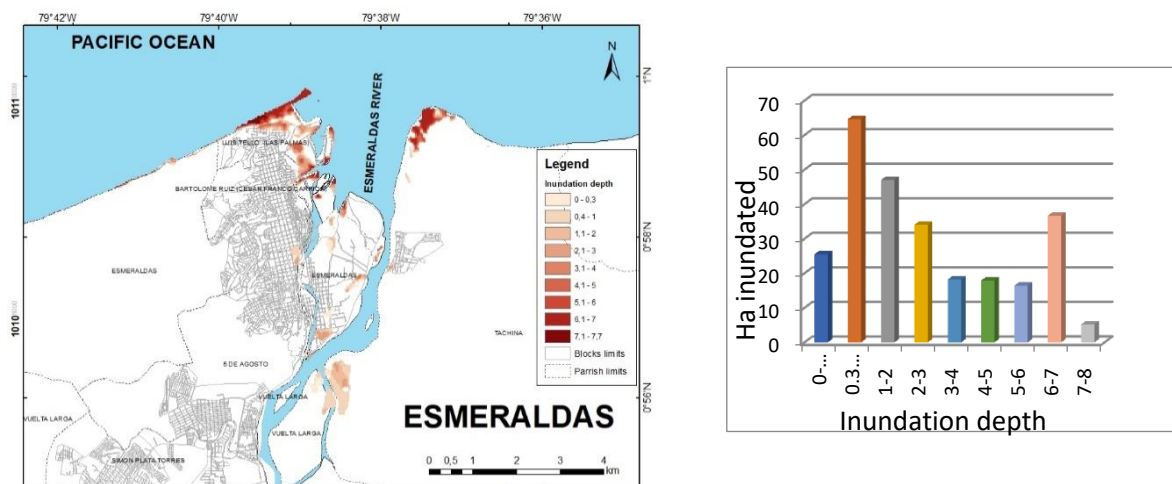 79°42'W 79°40'W 79°38'W 79°36'W
PACIFIC OCEAN
N
1°N
1011
ESMERALDAS RIVER
LUIS TELLO (LAS PALMAS)
BARTOLOME RUIZ (CESAR FRANCO CARRION)
Legend
Inundation depth
0 - 0,3
0,4 - 1
1,1 - 2
2,1 - 3
3,1 - 4
4,1 - 5
5,1 - 6
6,1 - 7
7,1 - 7,7
Blocks limits
Parrish limits
0°58'N
ESMERALDAS
ESMERALDAS
1010
TACHINA
5 DE AGOSTO
0°56'N
VUELTA LARGA
VUELTA LARGA
VUELTA LARGA
ESMERALDAS
SIMON PLATA TORRES
0 0,5 1 2 3 4
km
Ha inundated
70
60
50
40
30
20
10
0
0-...
0.3...
1-2
2-3
3-4
4-5
5-6
6-7
7-8
Inundation depth